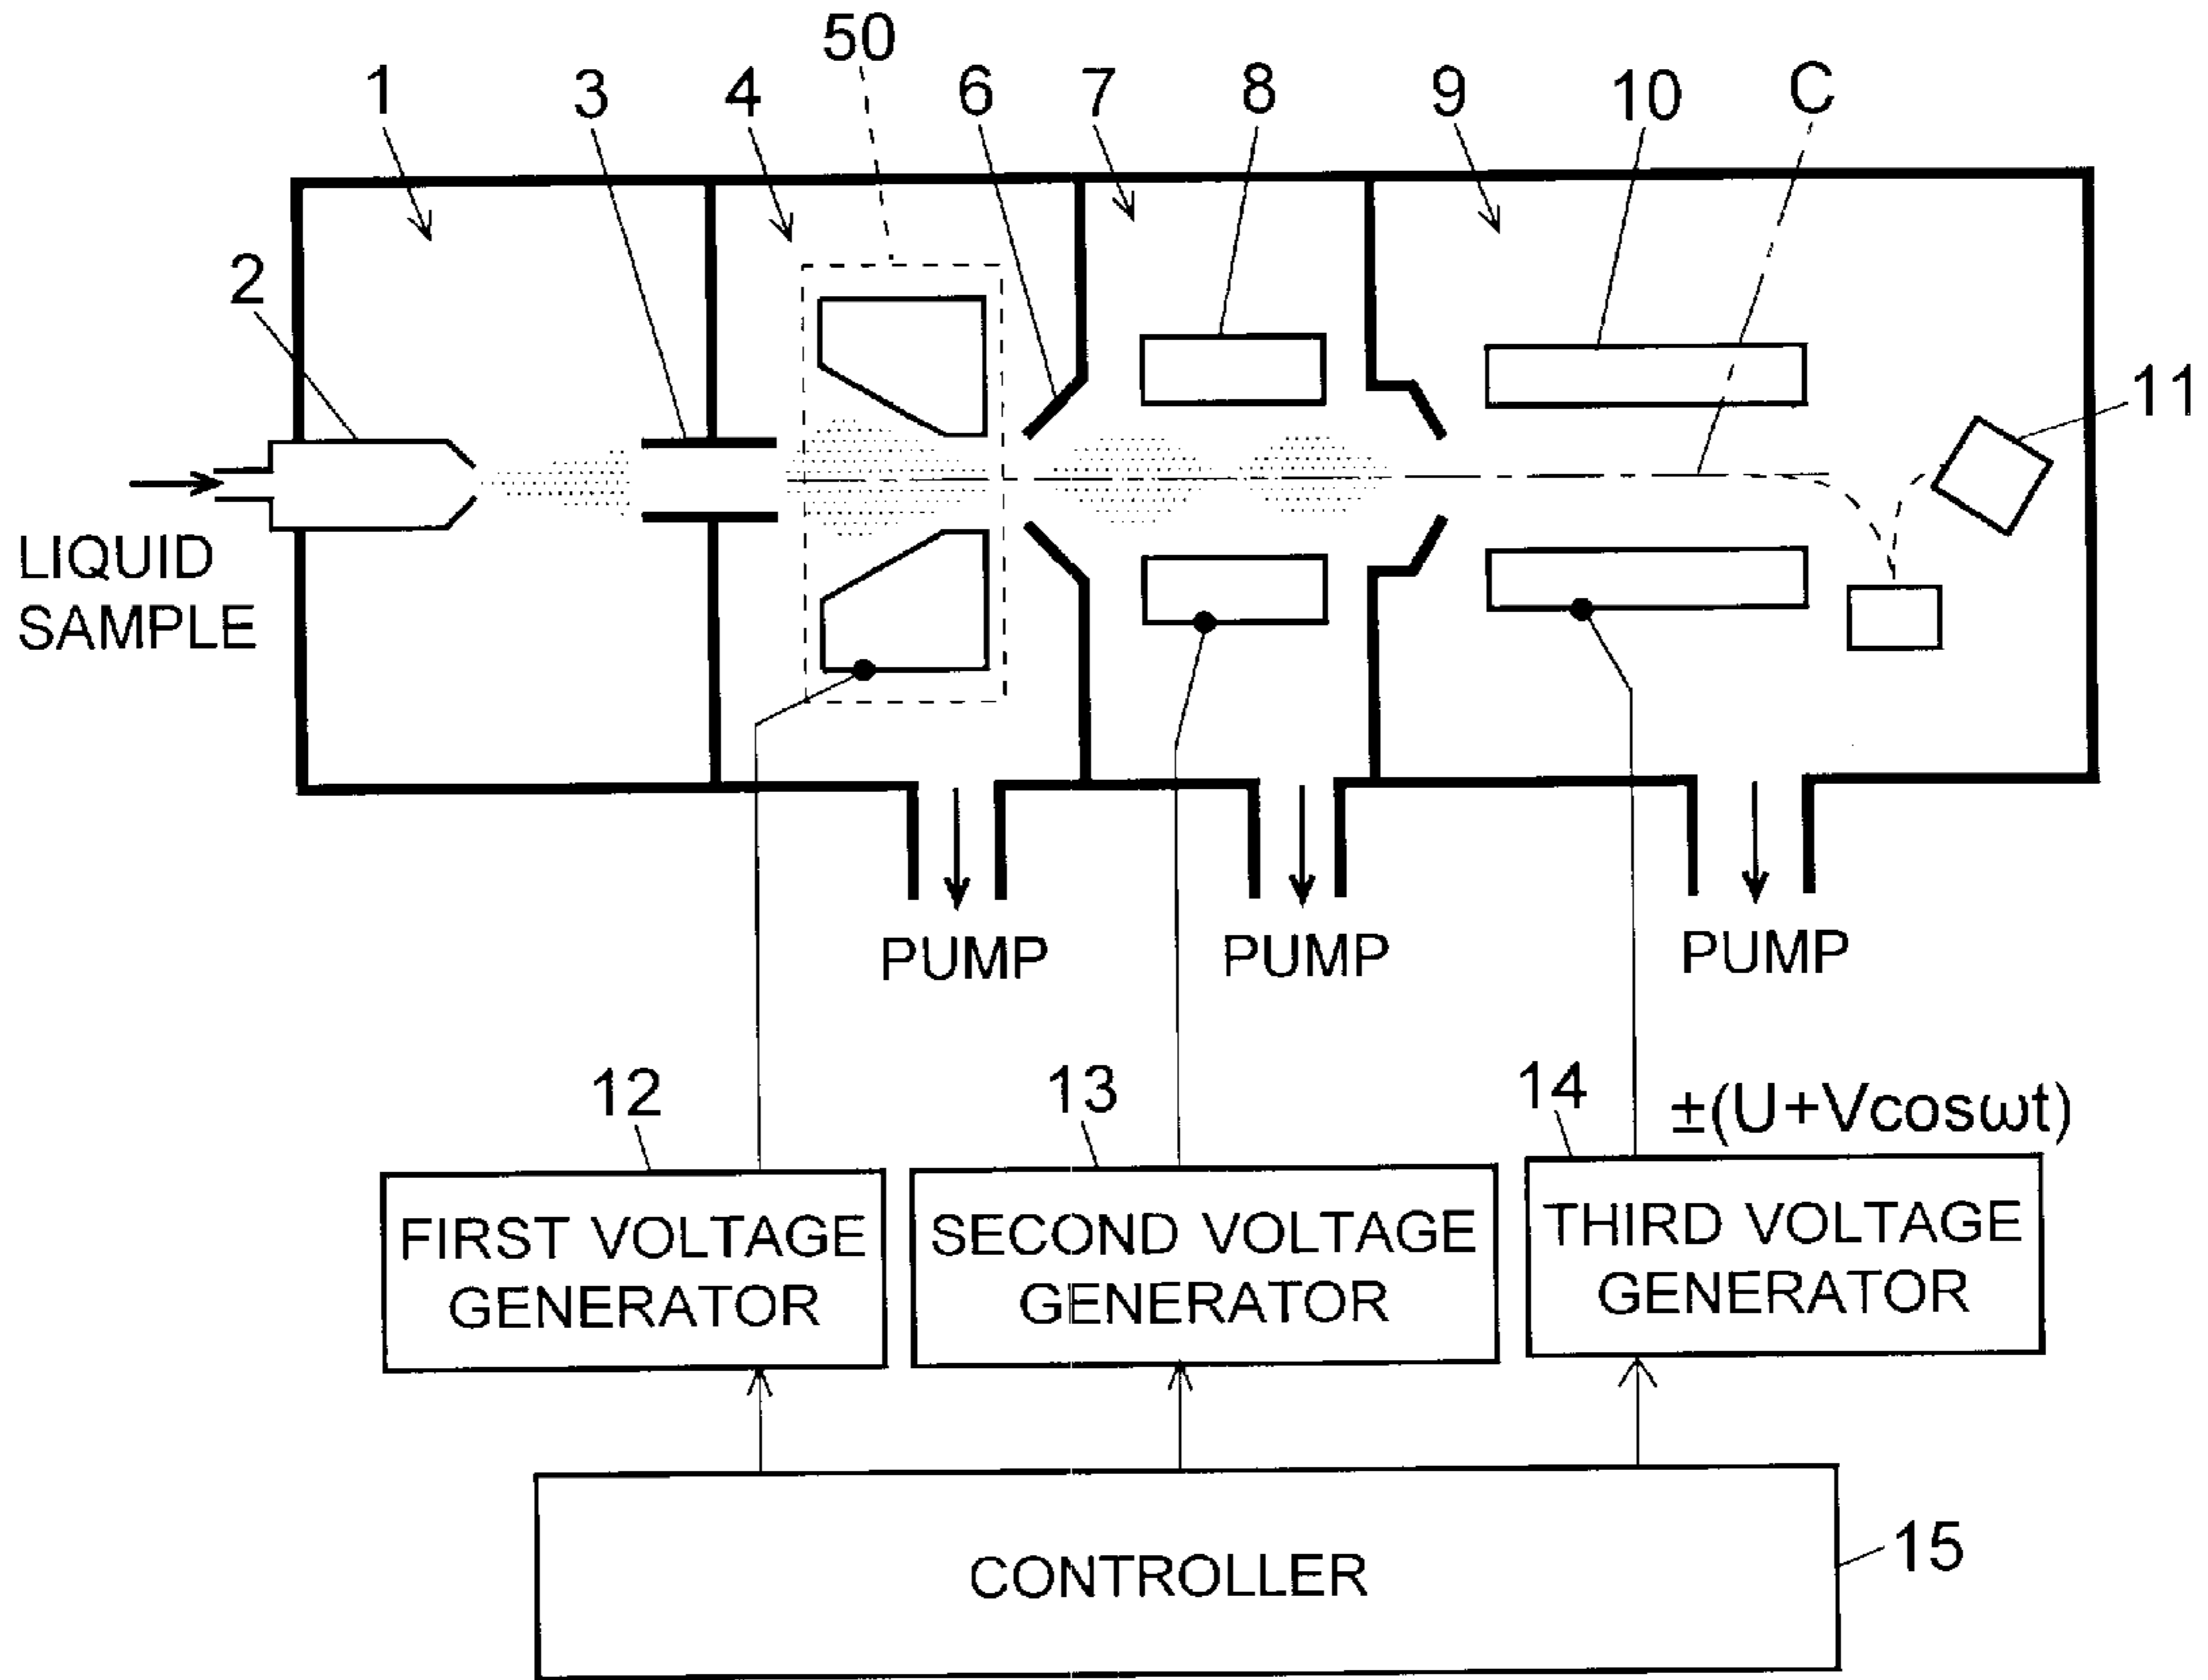 50
1 3 4 6 7 8 9 10 C
2
11
LIQUID
SAMPLE
PUMP PUMP PUMP
12 13 14 ±(U+Vcosωt)
FIRST VOLTAGE
GENERATOR
SECOND VOLTAGE
GENERATOR
THIRD VOLTAGE
GENERATOR
CONTROLLER
15